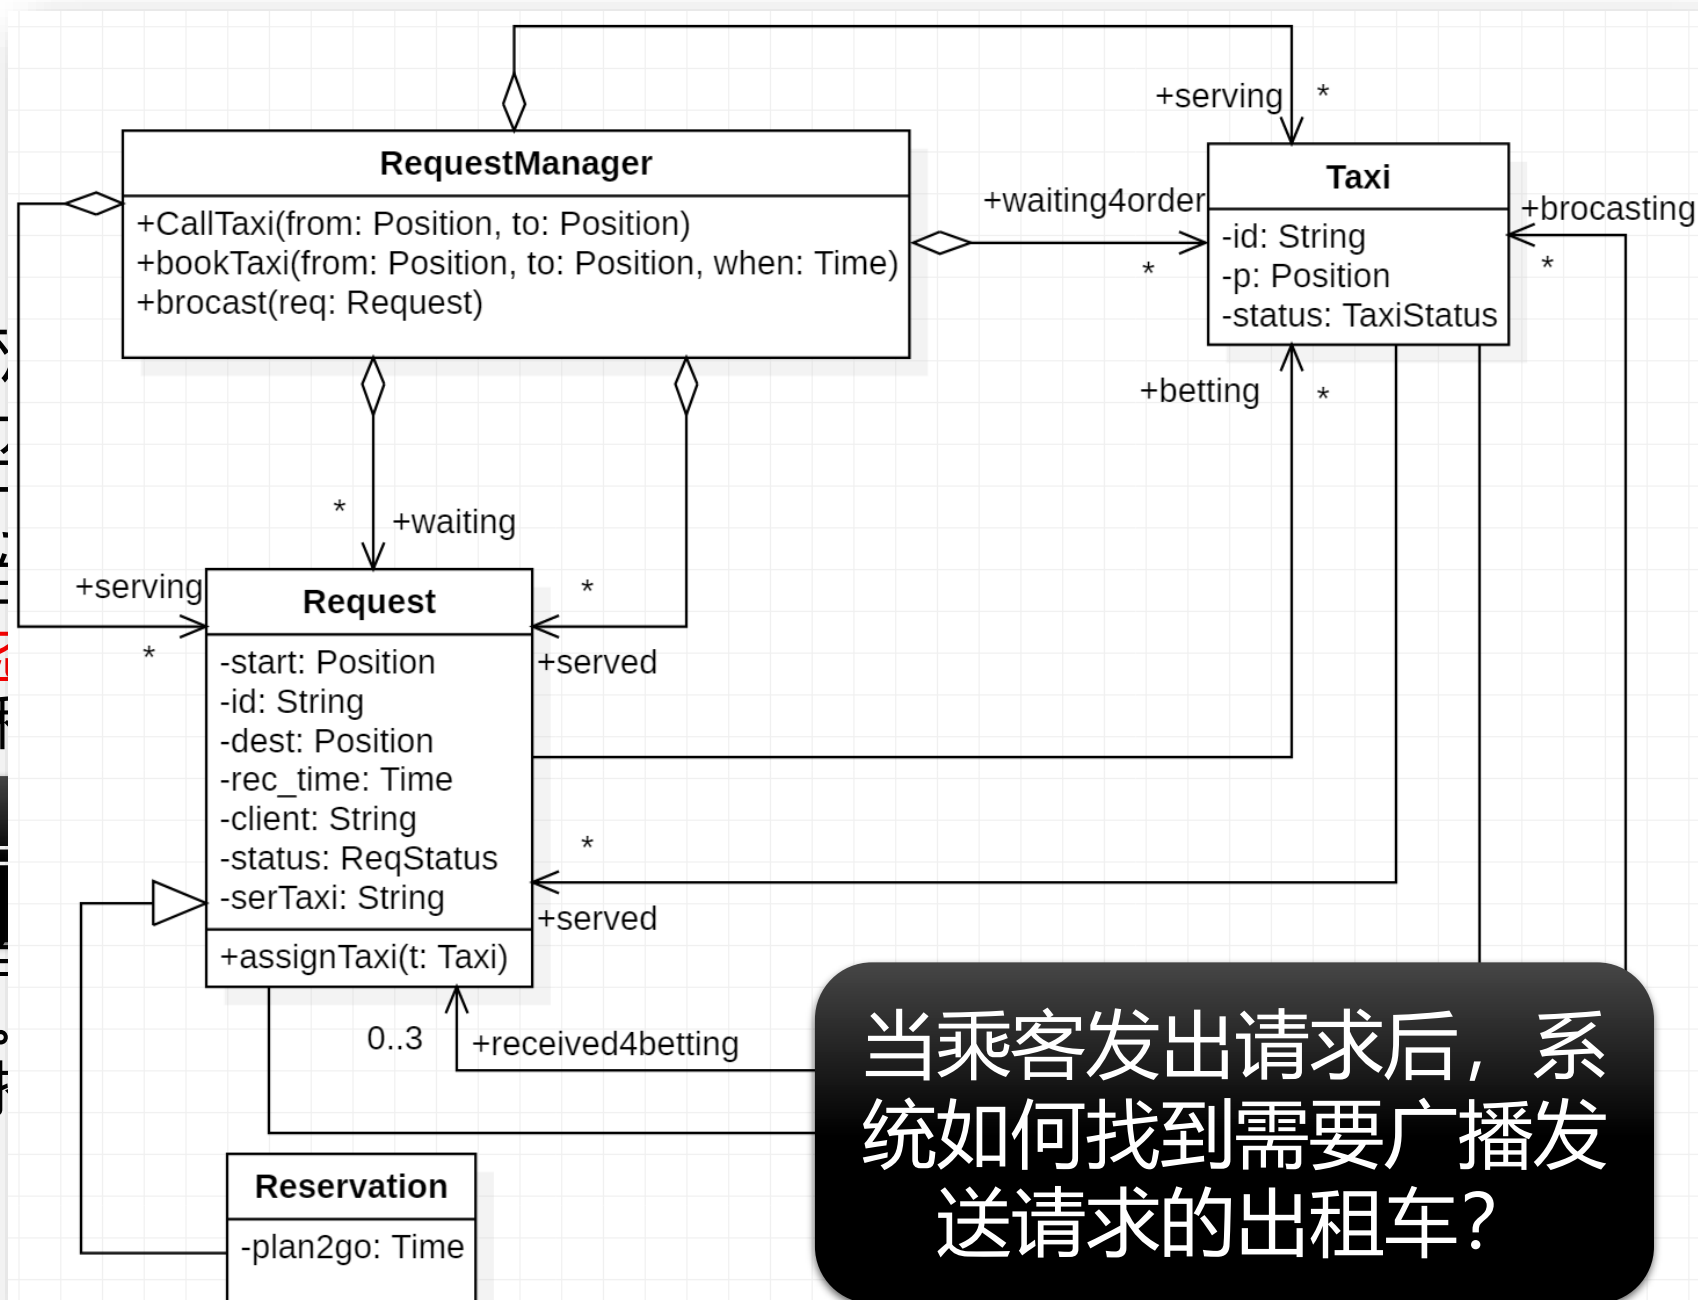 +serving
*
RequestManager
+CallTaxi(from: Position, to: Position)
+bookTaxi(from: Position, to: Position, when: Time)
+brocast(req: Request)
+waiting4order
*
Taxi
-id: String
-p: Position
-status: TaxiStatus
+brocasting
*
+betting
*
*
+waiting
+serving
*
*
+served
Request
-start: Position
-id: String
-dest: Position
-rec_time: Time
-client: String
-status: ReqStatus
-serTaxi: String
+assignTaxi(t: Taxi)
*
+served
0..3
+received4betting
Reservation
-plan2go: Time
当乘客发出请求后，系
统如何找到需要广播发
送请求的出租车？